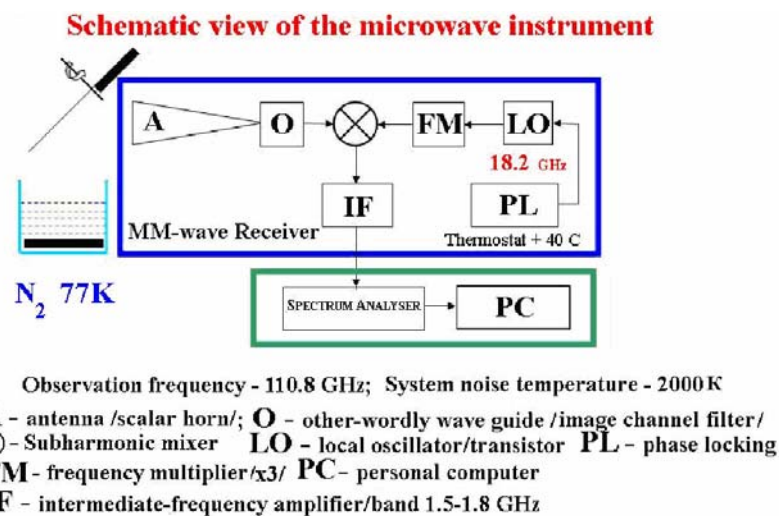 Schematic view of the microwave instrument
A
O
FM
LO
18.2 GHz
IF
PL
MM-wave Receiver
Thermostat + 40 C
N2 77K
SPECTRUM ANALYSER
PC
Observation frequency - 110.8 GHz; System noise temperature - 2000 K
- antenna /scalar horn/; O - other-wordly wave guide /image channel filter/
- Subharmonic mixer LO - local oscillator/transistor PL - phase locking
M - frequency multiplier/x3/ PC - personal computer
F - intermediate-frequency amplifier/band 1.5-1.8 GHz